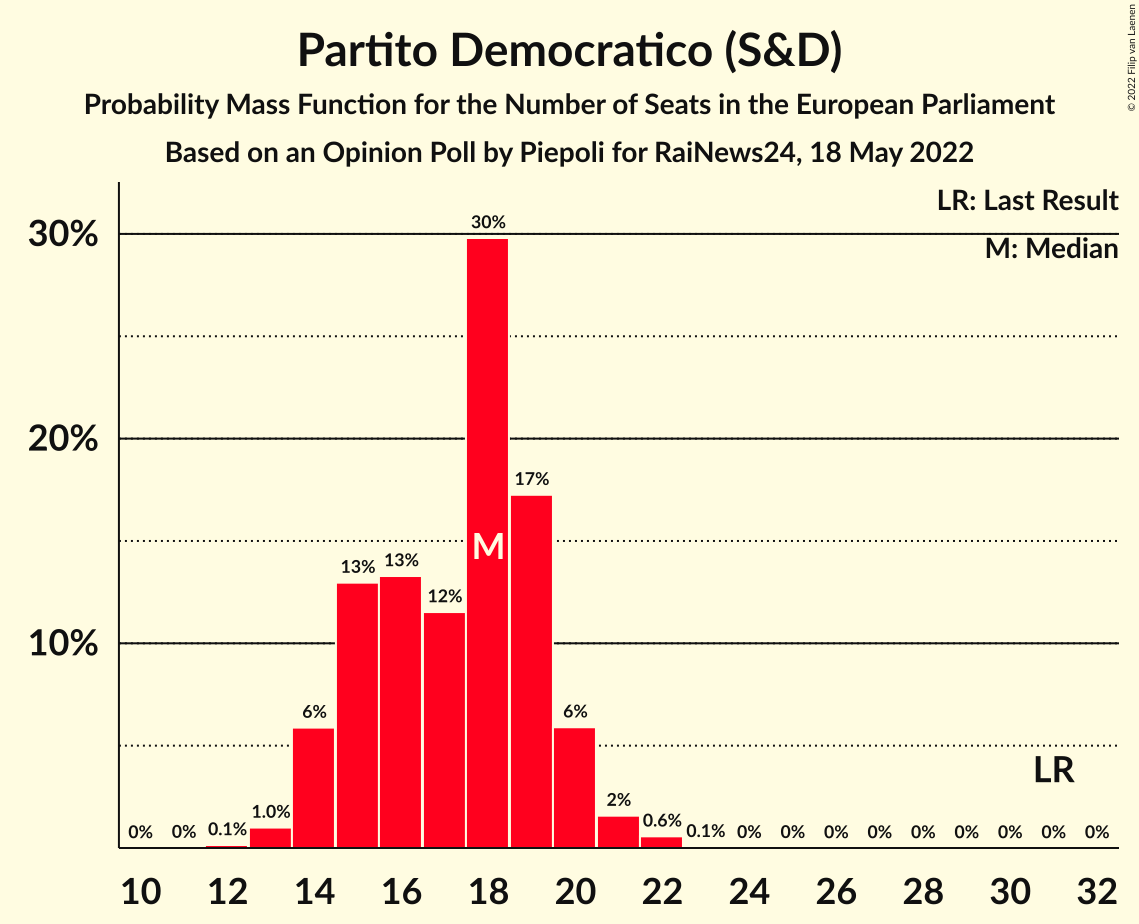 Partito Democratico (S&D)
Probability Mass Function for the Number of Seats in the European Parliament
Based on an Opinion Poll by Piepoli for RaiNews24, 18 May 2022
© 2022 Filip van Laenen
LR: Last Result
M: Median
30%
20%
10%
0%
0%
0.1%
1.0%
6%
13%
13%
12%
30%
17%
6%
2%
0.6%
0.1%
0%
0%
0%
0%
0%
0%
0%
0%
0%
M
LR
10 12 14 16 18 20 22 24 26 28 30 32